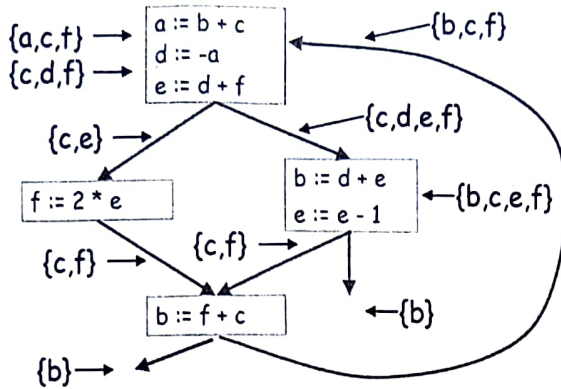 {b,c,f}
{a,c,f}
a := b + c
{c,d,f}
d := -a
e := d + f
{c,e}
{c,d,e,f}
f := 2 * e
b := d + e
e := e - 1
{b,c,e,f}
{c,f}
{c,f}
b := f + c
{b}
{b}